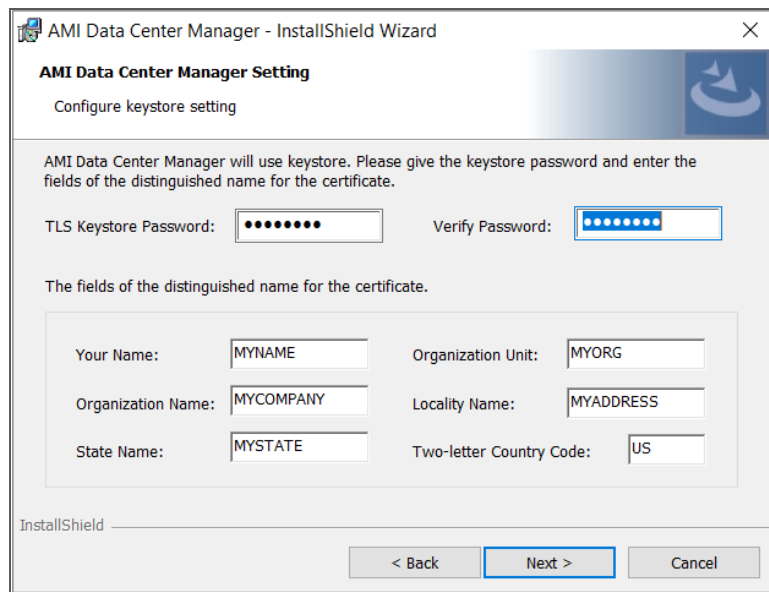 AMI Data Center Manager - InstallShield Wizard
AMI Data Center Manager Setting
Configure keystore setting
AMI Data Center Manager will use keystore. Please give the keystore password and enter the
fields of the distinguished name for the certificate.
TLS Keystore Password: ●●●●●●●● Verify Password: ●●●●●●●●
The fields of the distinguished name for the certificate.
Your Name: MYNAME Organization Unit: MYORG
Organization Name: MYCOMPANY Locality Name: MYADDRESS
State Name: MYSTATE Two-letter Country Code: US
InstallShield
< Back Next > Cancel